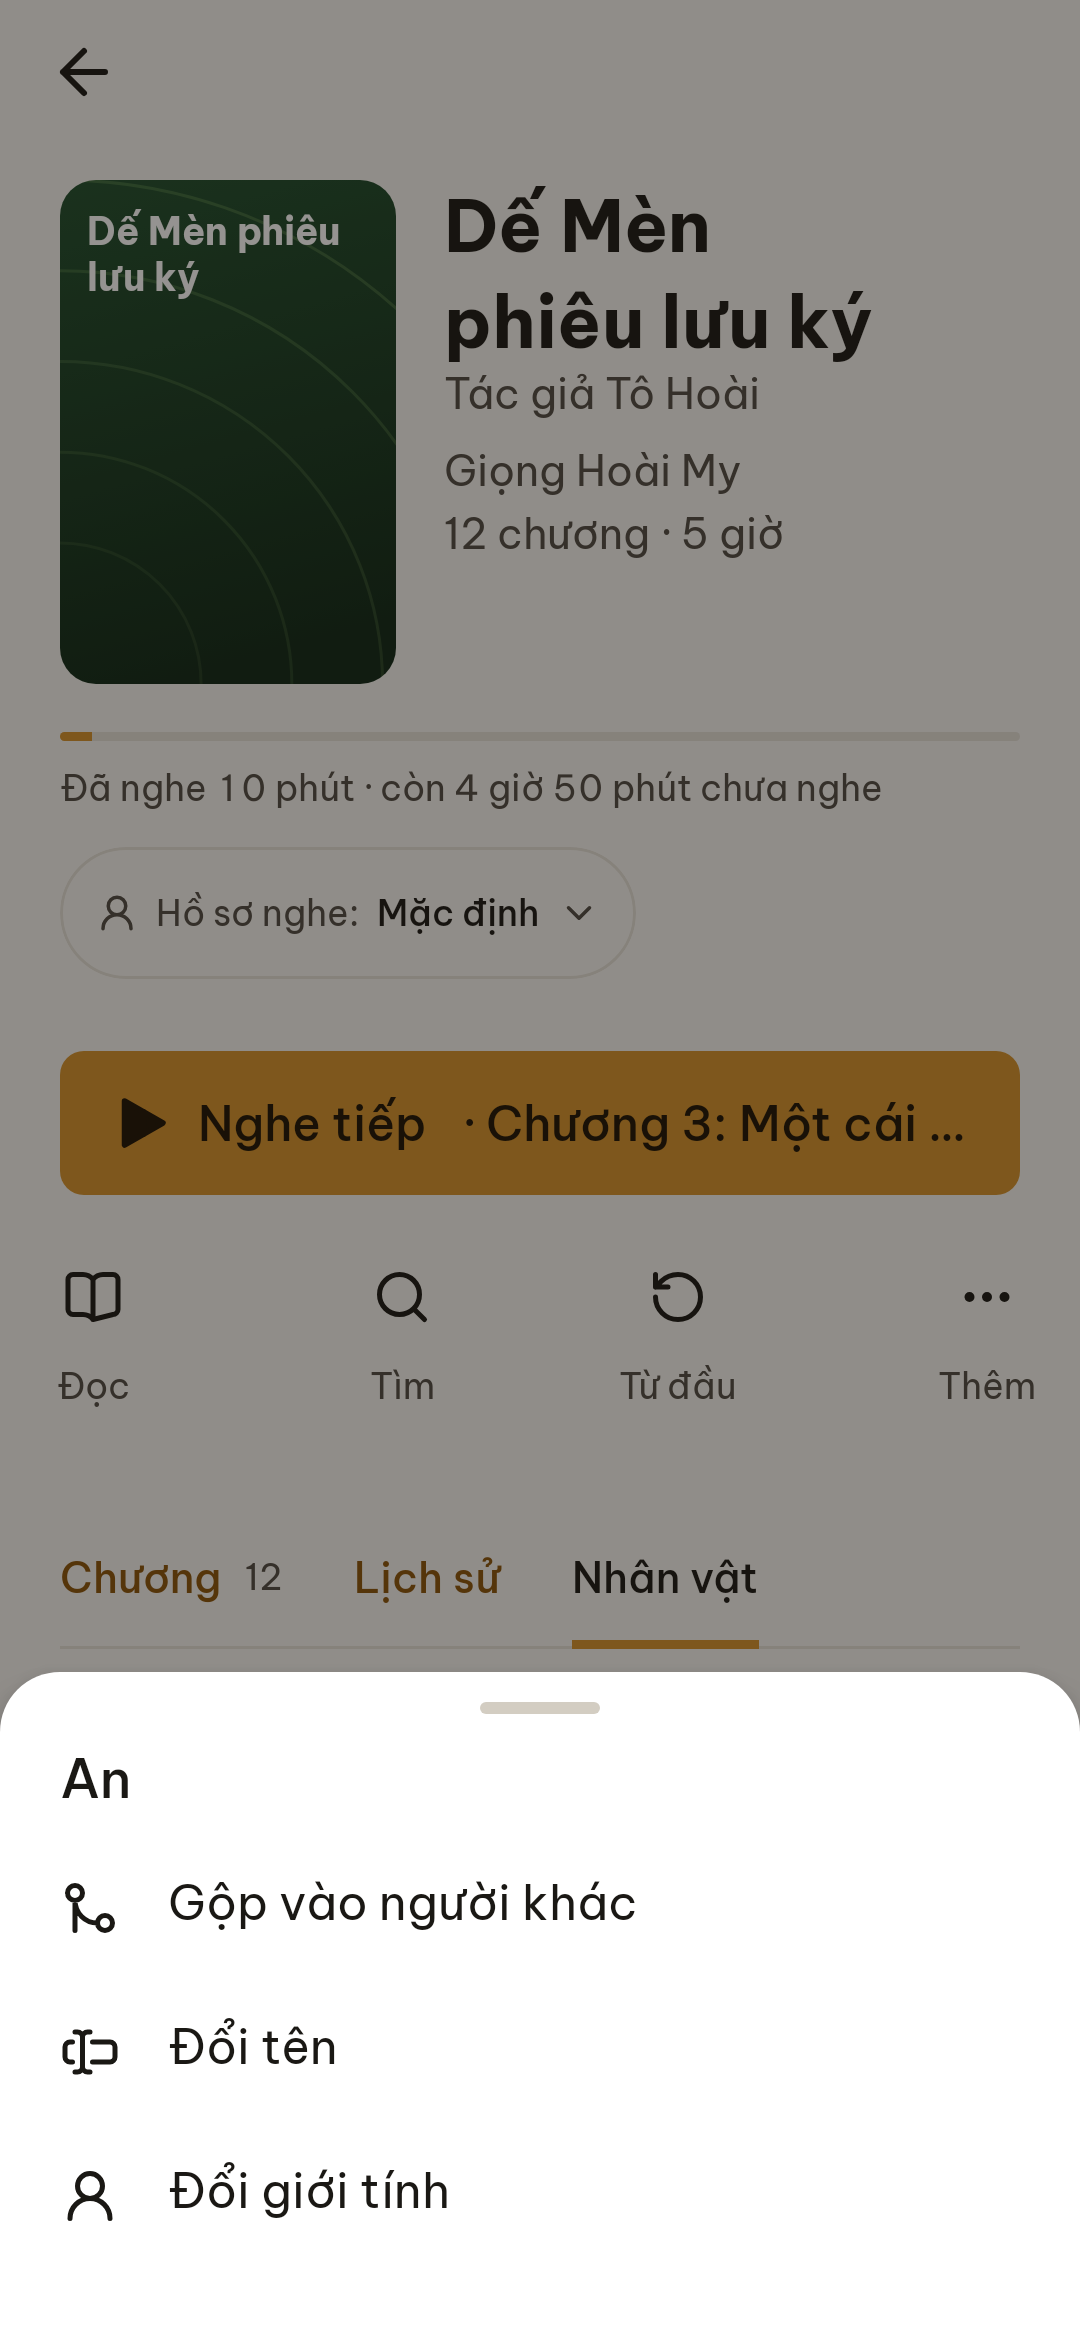 Dế Mèn phiêu
lưu ký
Dế Mèn
phiêu lưu ký
Tác giả Tô Hoài
Giọng Hoài My
12 chương · 5 giờ
Đã nghe 10 phút · còn 4 giờ 50 phút chưa nghe
Hồ sơ nghe: Mặc định
Nghe tiếp · Chương 3: Một cái ...
Đọc Tìm Từ đầu Thêm
Chương 12 Lịch sử Nhân vật
An
Gộp vào người khác
Đổi tên
Đổi giới tính